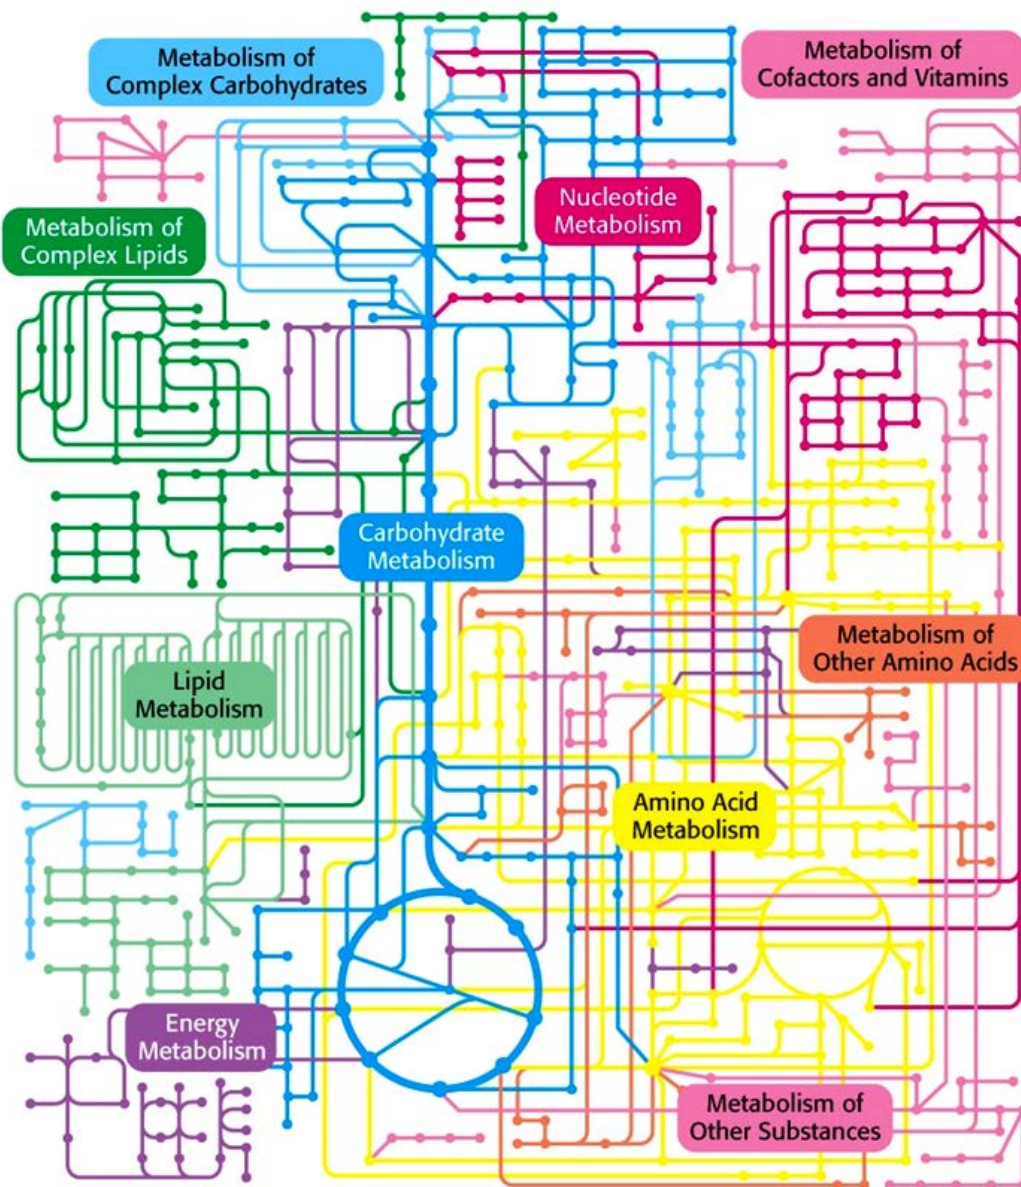 Metabolism of
Complex Carbohydrates
Metabolism of
Cofactors and Vitamins
Nucleotide
Metabolism
Metabolism of
Complex Lipids
Carbohydrate
Metabolism
Metabolism of
Other Amino Acids
Lipid
Metabolism
Amino Acid
Metabolism
Energy
Metabolism
Metabolism of
Other Substances